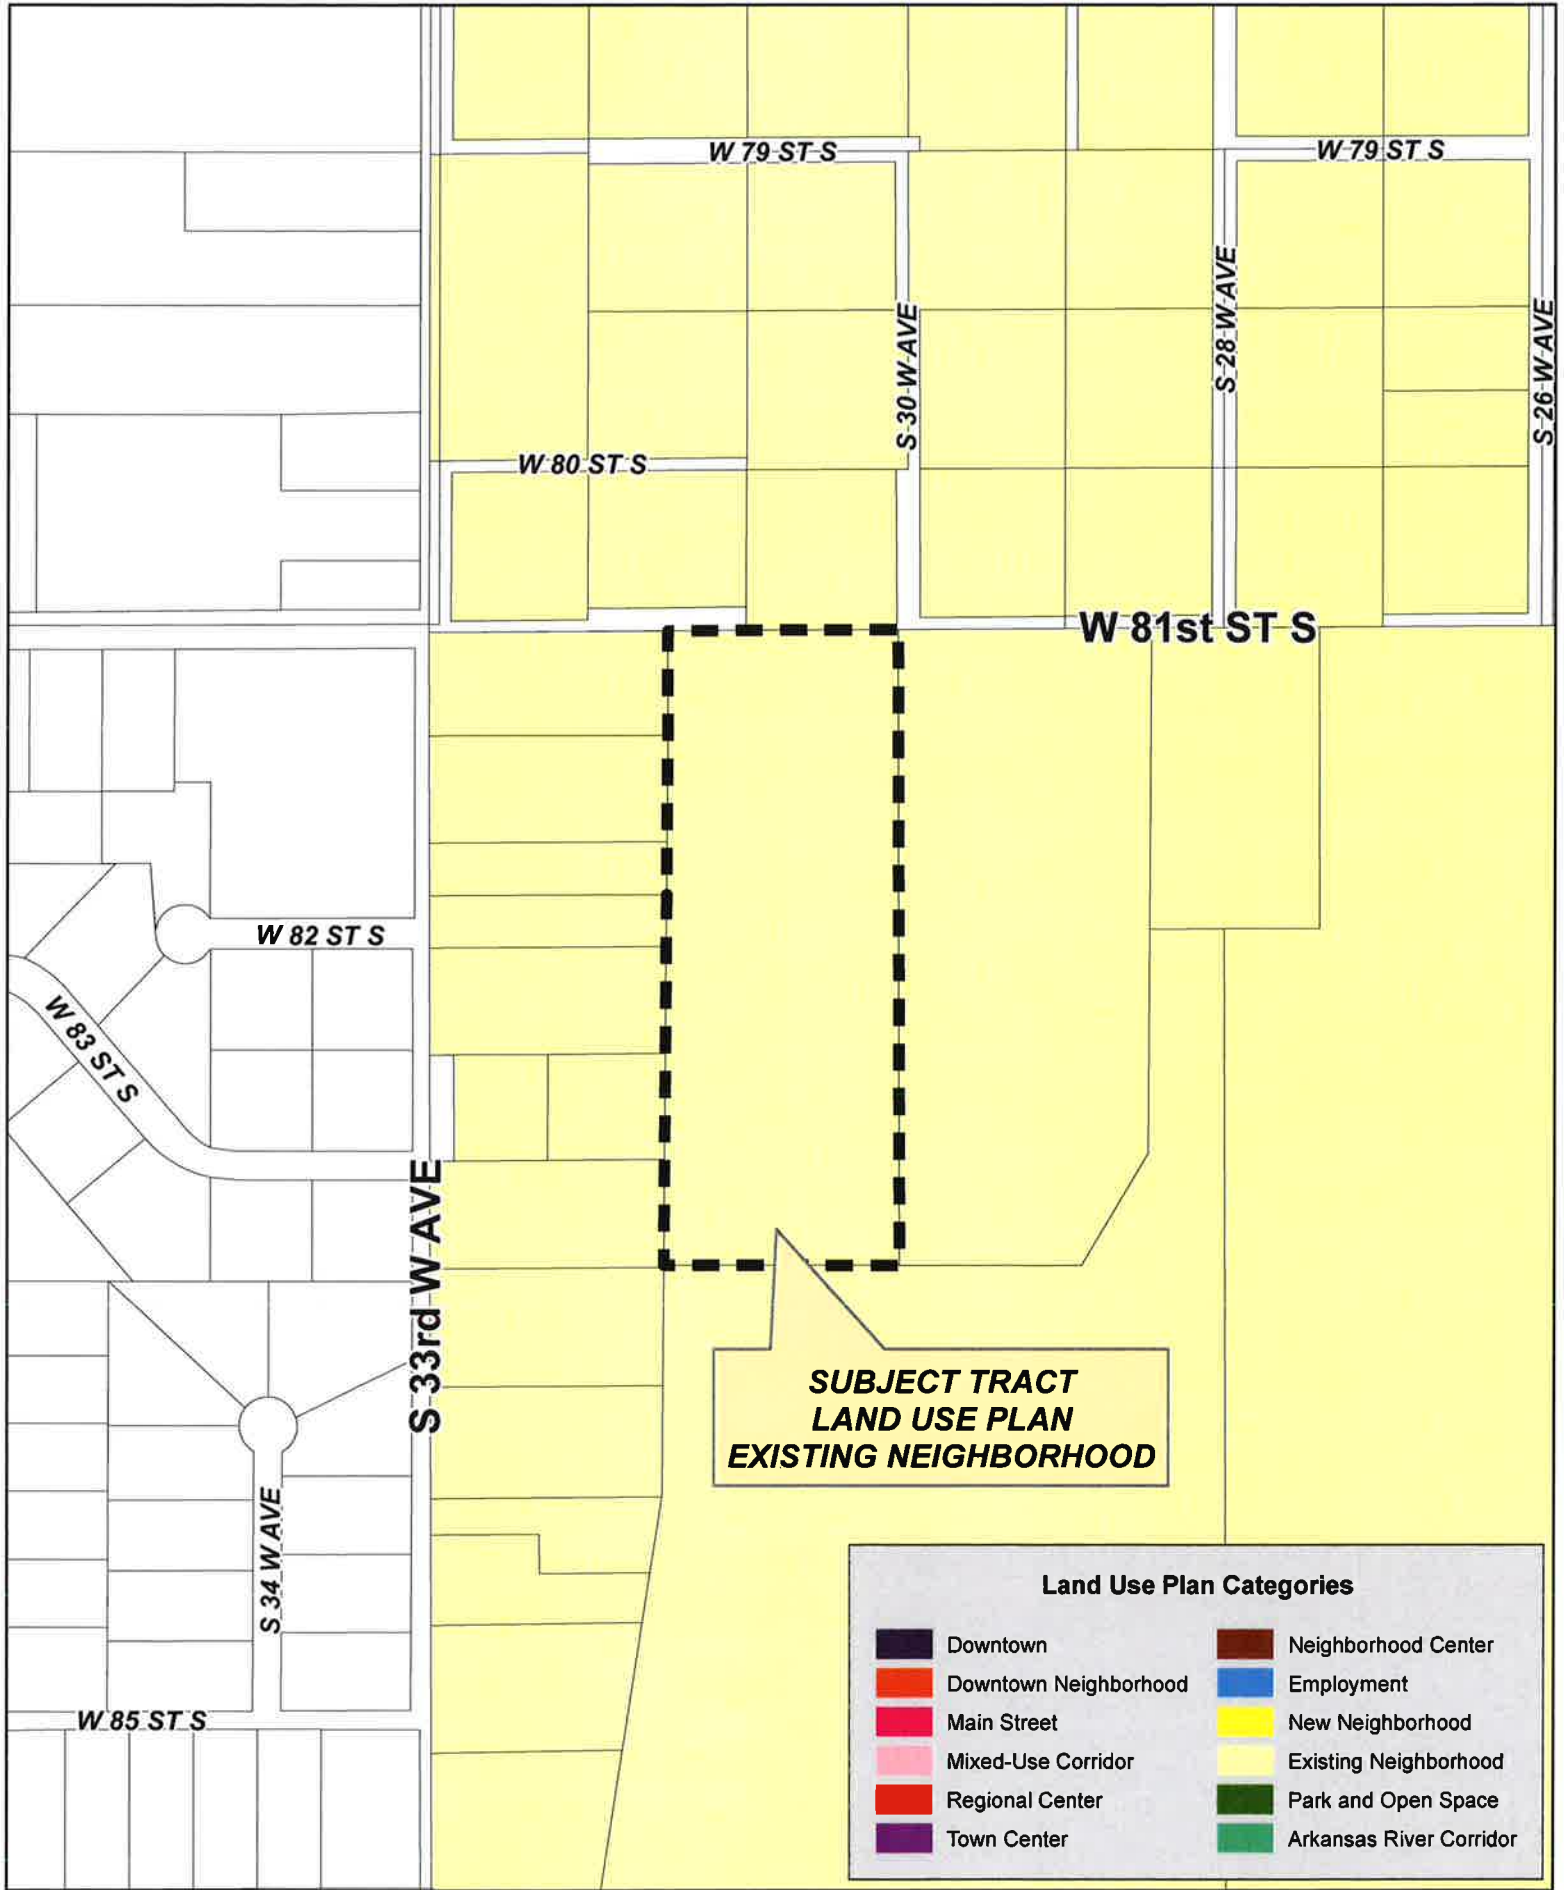 W 79 ST S
W 79 ST S
S 30 W AVE
S 28 W AVE
S 26 W AVE
W 80 ST S
W 81st ST S
W 82 ST S
W 83 ST S
S 33rd W AVE
SUBJECT TRACT
LAND USE PLAN
EXISTING NEIGHBORHOOD
S 34 W AVE
W 85 ST S
Land Use Plan Categories
Downtown
Downtown Neighborhood
Main Street
Mixed-Use Corridor
Regional Center
Town Center
Neighborhood Center
Employment
New Neighborhood
Existing Neighborhood
Park and Open Space
Arkansas River Corridor